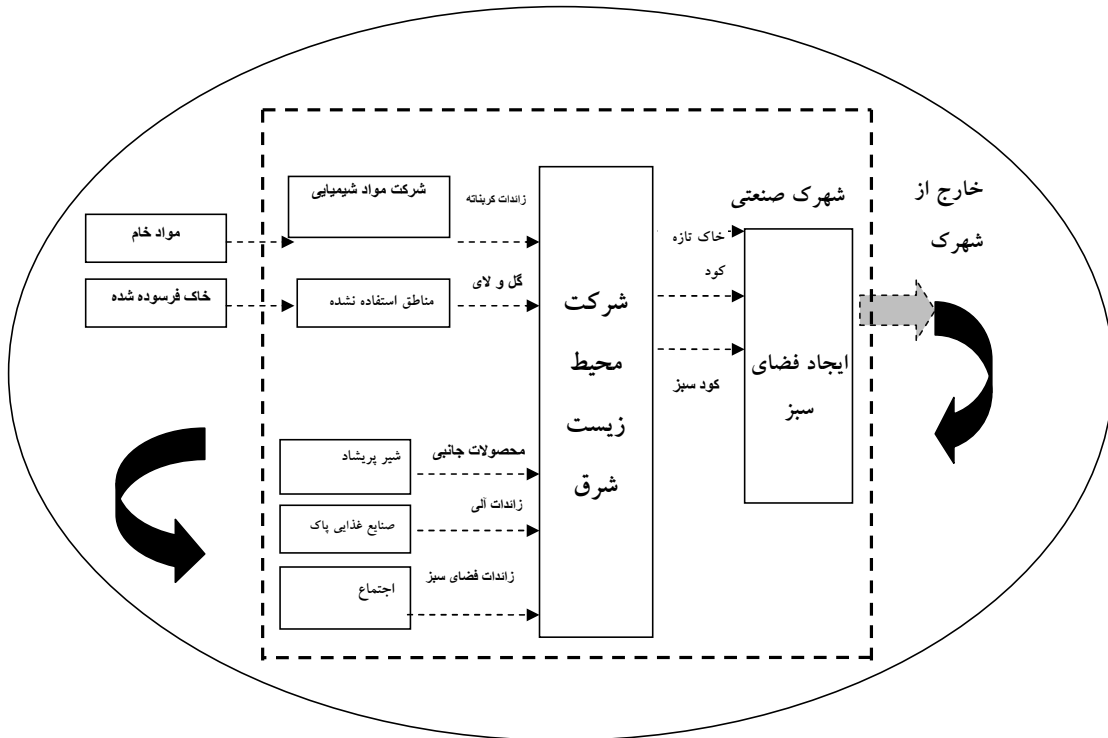 خارج از
شهرک
شهرک صنعتی
خاک تازه
کود
کود سبز
ایجاد فضای
سبز
شرکت
محیط
زیست
شرق
زائدات کربناته
گل و لای
محصولات جانبی
زائدات آلی
زائدات فضای سبز
شرکت مواد شیمیایی
مناطق استفاده نشده
شیر پریشاد
صنایع غذایی پاک
اجتماع
مواد خام
خاک فرسوده شده